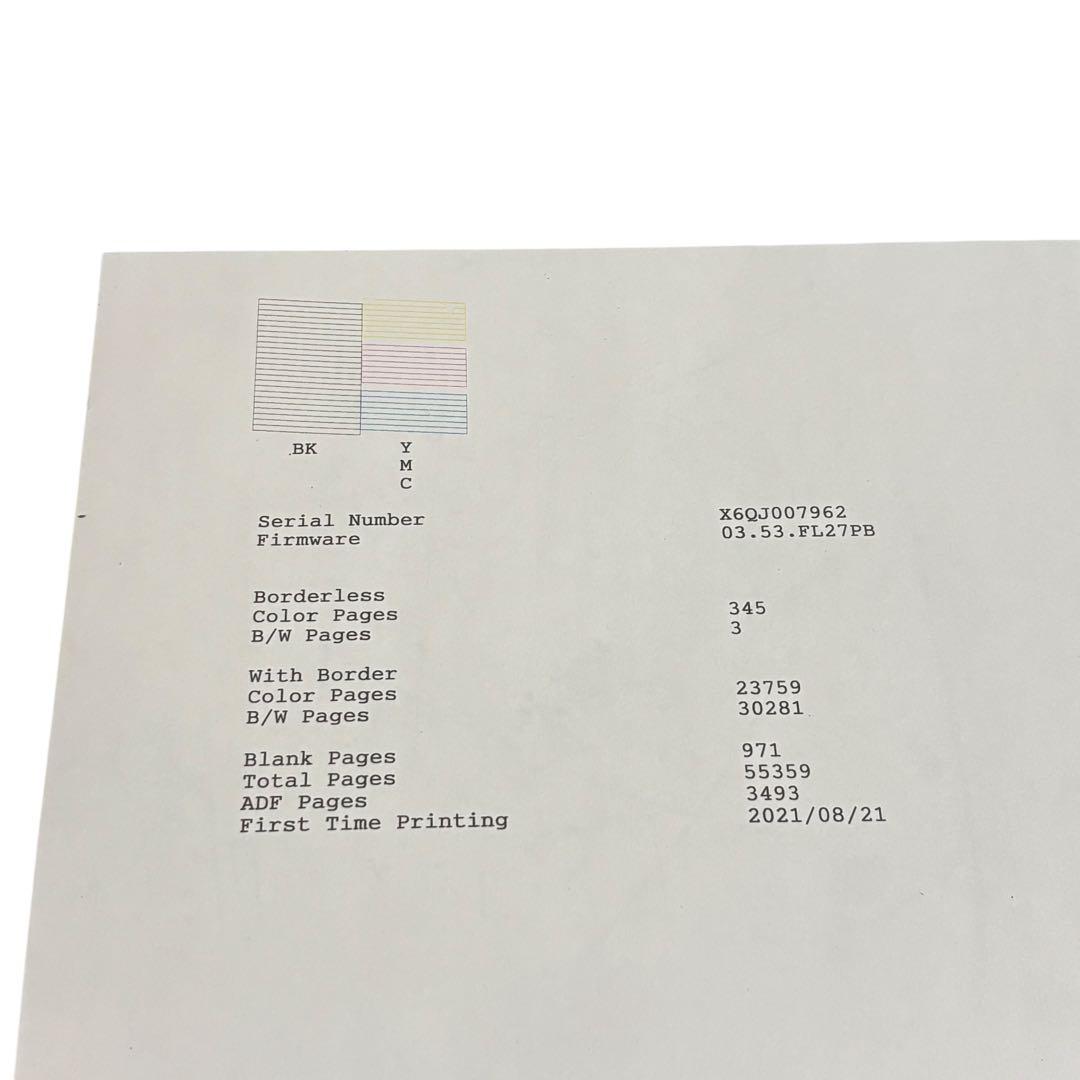 BK Y
M
C
Serial Number X6QJ007962
Firmware 03.53.FL27PB
Borderless
Color Pages 345
B/W Pages 3
With Border
Color Pages 23759
B/W Pages 30281
Blank Pages 971
Total Pages 55359
ADF Pages 3493
First Time Printing 2021/08/21